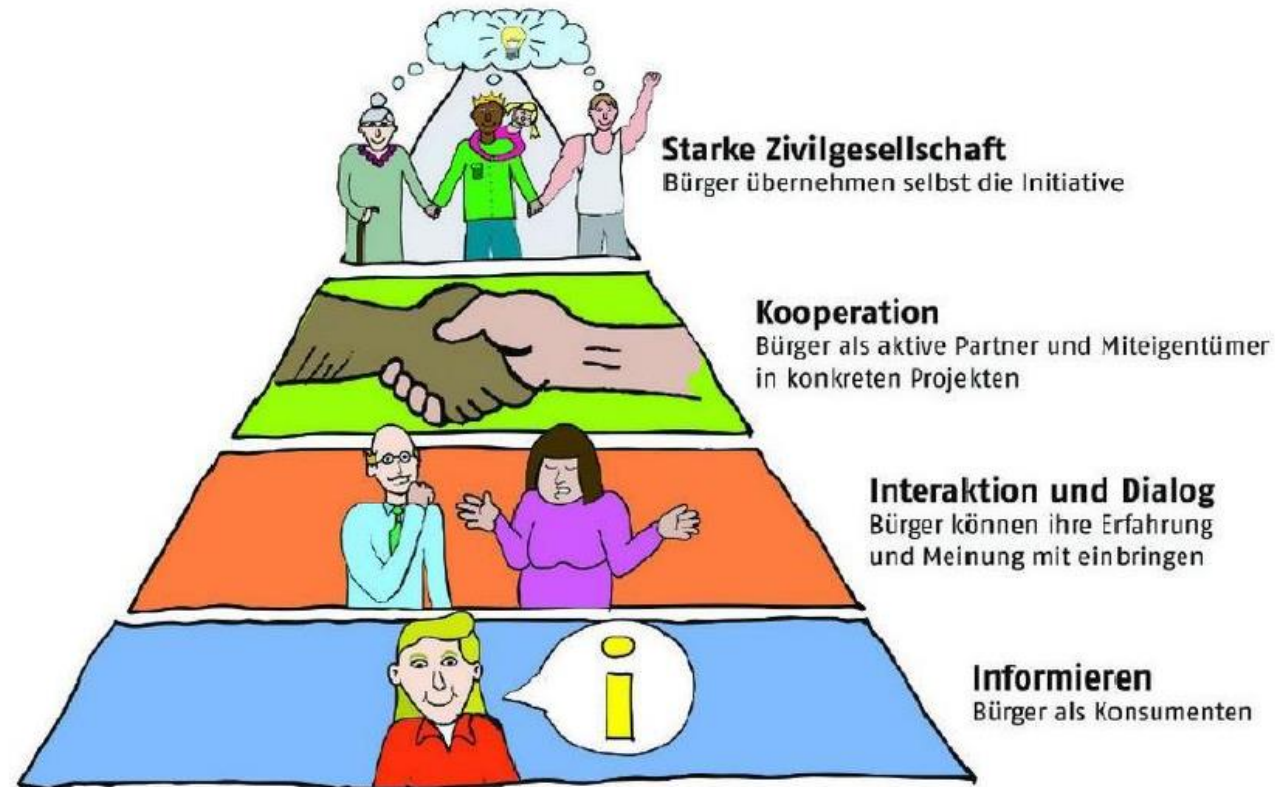 Starke Zivilgesellschaft
Bürger übernehmen selbst die Initiative
Kooperation
Bürger als aktive Partner und Miteigentümer
in konkreten Projekten
Interaktion und Dialog
Bürger können ihre Erfahrung
und Meinung mit einbringen
i
Informieren
Bürger als Konsumenten